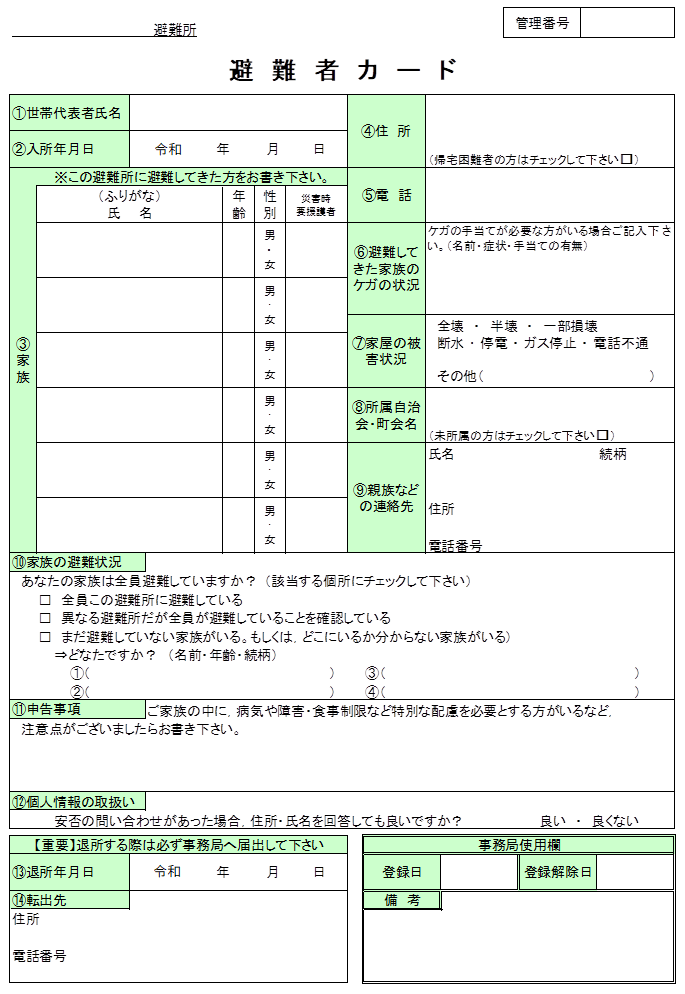 避難所
管理番号
避 難 者 カ ー ド
①世帯代表者氏名
②入所年月日
令和　年　月　日
④住 所
(帰宅困難者の方はチェックして下さい□)
③家族
※この避難所に避難してきた方をお書き下さい。
(ふりがな)
氏　名
年齢
性別
災害時
要援護者
男・女
男・女
男・女
男・女
男・女
男・女
⑤電 話
⑥避難して
きた家族の
ケガの状況
ケガの手当てが必要な方がいる場合ご記入下さ
い。(名前・症状・手当ての有無)
⑦家屋の被
害状況
全壊 ・ 半壊 ・ 一部損壊
断水 ・ 停電 ・ ガス停止 ・ 電話不通
その他(　)
⑧所属自治
会・町会名
(未所属の方はチェックして下さい□)
⑨親族など
の連絡先
氏名　続柄
住所
電話番号
⑩家族の避難状況
あなたの家族は全員避難していますか？ (該当する個所にチェックして下さい)
□ 全員この避難所に避難している
□ 異なる避難所だが全員が避難していることを確認している
□ まだ避難していない家族がいる。もしくは, どこにいるか分からない家族がいる)
⇒どなたですか？ (名前・年齢・続柄)
①(　)　③(　)
②(　)　④(　)
⑪申告事項
ご家族の中に, 病気や障害・食事制限など特別な配慮を必要とする方がいるなど,
注意点がございましたらお書き下さい。
⑫個人情報の取扱い
安否の問い合わせがあった場合, 住所・氏名を回答しても良いですか？　良い ・ 良くない
【重要】退所する際は必ず事務局へ届出して下さい
⑬退所年月日
令和　年　月　日
⑭転出先
住所
電話番号
事務局使用欄
登録日
登録解除日
備 考